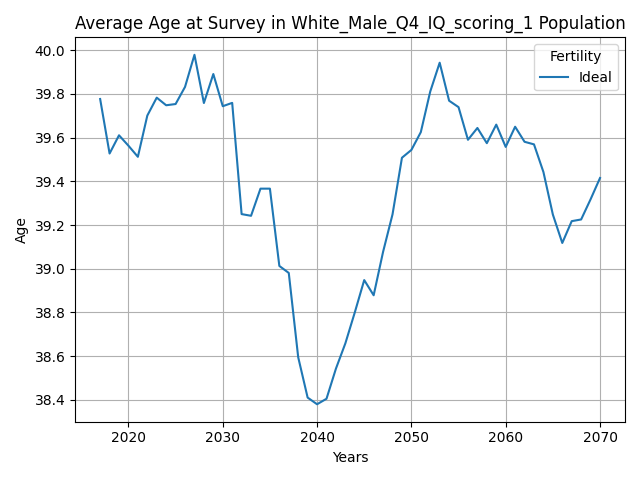 Average Age at Survey in White_Male_Q4_IQ_scoring_1 Population
Fertility
Ideal
40.0
39.8
39.6
39.4
39.2
39.0
38.8
38.6
38.4
Age
2020 2030 2040 2050 2060 2070
Years